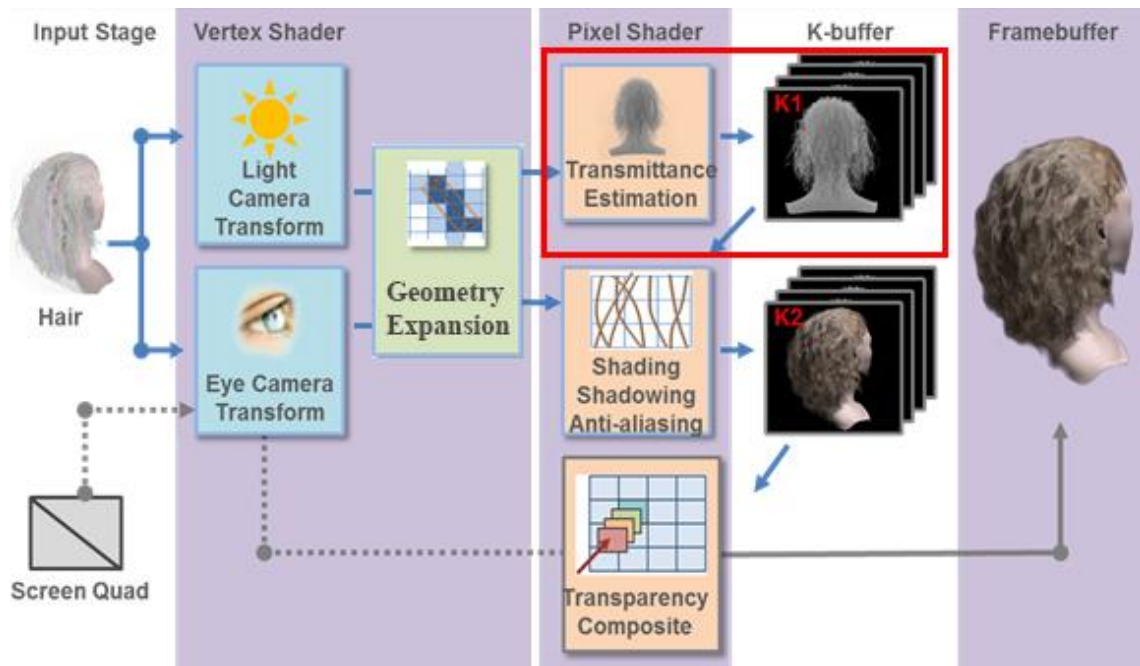 Input Stage
Vertex Shader
Pixel Shader
K-buffer
Framebuffer
Light
Camera
Transform
Transmittance
Estimation
K1
Hair
Geometry
Expansion
Eye Camera
Transform
Shading
Shadowing
Anti-aliasing
K2
Screen Quad
Transparency
Composite